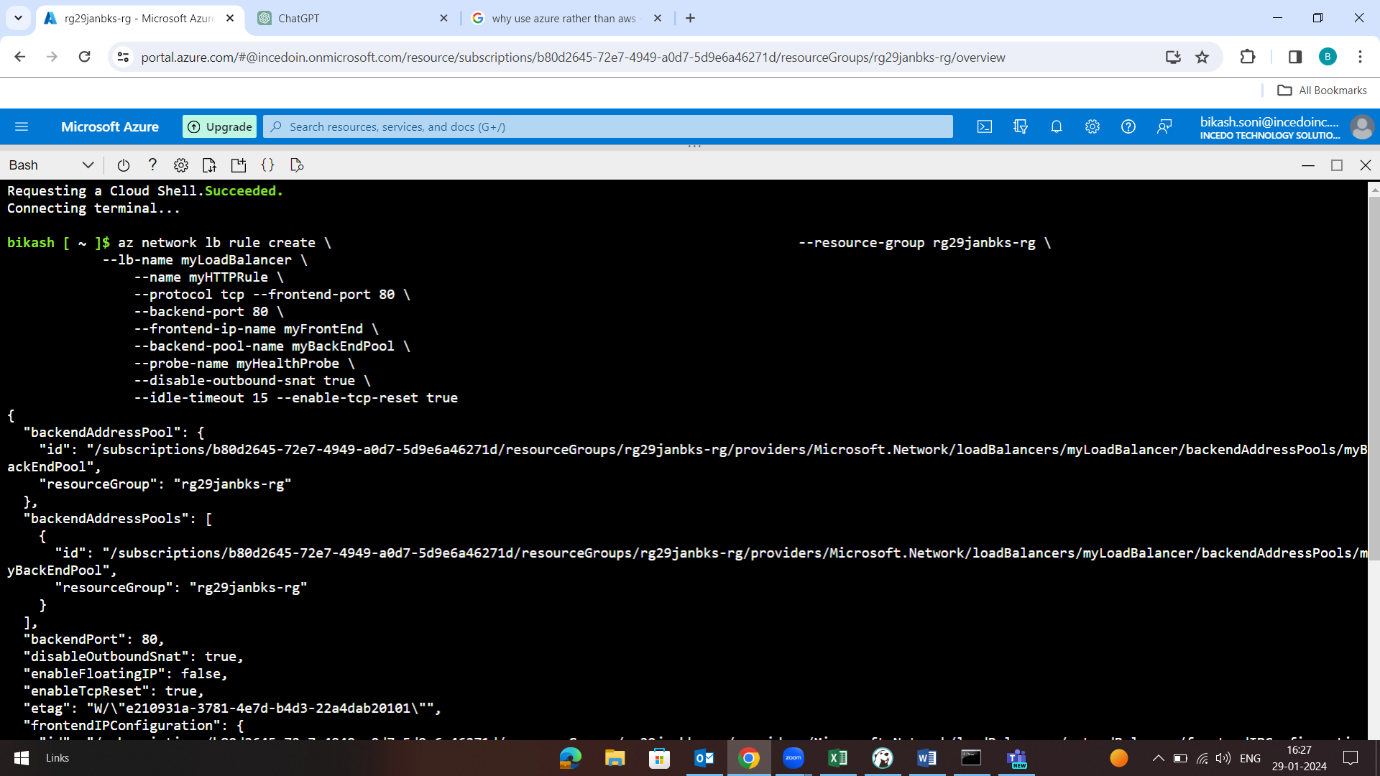 rg29janbks-rg - Microsoft Azur
ChatGPT
why use azure rather than aws
portal.azure.com/#@incedoin.onmicrosoft.com/resource/subscriptions/b80d2645-72e7-4949-a0d7-5d9e6a46271d/resourceGroups/rg29janbks-rg/overview
B
All Bookmarks
Microsoft Azure
Upgrade
Search resources, services, and docs (G+/)
bikash.soni@incedoinc....
INCEDO TECHNOLOGY SOLUTIO...
Bash
Requesting a Cloud Shell.Succeeded.
Connecting terminal...
bikash [ ~ ]$ az network lb rule create \ --resource-group rg29janbks-rg \
--lb-name myLoadBalancer \
--name myHTTPRule \
--protocol tcp --frontend-port 80 \
--backend-port 80 \
--frontend-ip-name myFrontEnd \
--backend-pool-name myBackEndPool \
--probe-name myHealthProbe \
--disable-outbound-snat true \
--idle-timeout 15 --enable-tcp-reset true
{
"backendAddressPool": {
"id": "/subscriptions/b80d2645-72e7-4949-a0d7-5d9e6a46271d/resourceGroups/rg29janbks-rg/providers/Microsoft.Network/loadBalancers/myLoadBalancer/backendAddressPools/myB
ackEndPool",
"resourceGroup": "rg29janbks-rg"
},
"backendAddressPools": [
{
"id": "/subscriptions/b80d2645-72e7-4949-a0d7-5d9e6a46271d/resourceGroups/rg29janbks-rg/providers/Microsoft.Network/loadBalancers/myLoadBalancer/backendAddressPools/m
yBackEndPool",
"resourceGroup": "rg29janbks-rg"
}
],
"backendPort": 80,
"disableOutboundSnat": true,
"enableFloatingIP": false,
"enableTcpReset": true,
"etag": "W/\"e210931a-3781-4e7d-b4d3-22a4dab20101\"",
"frontendIPConfiguration": {
Links
zoom
NEW
ENG
16:27
29-01-2024